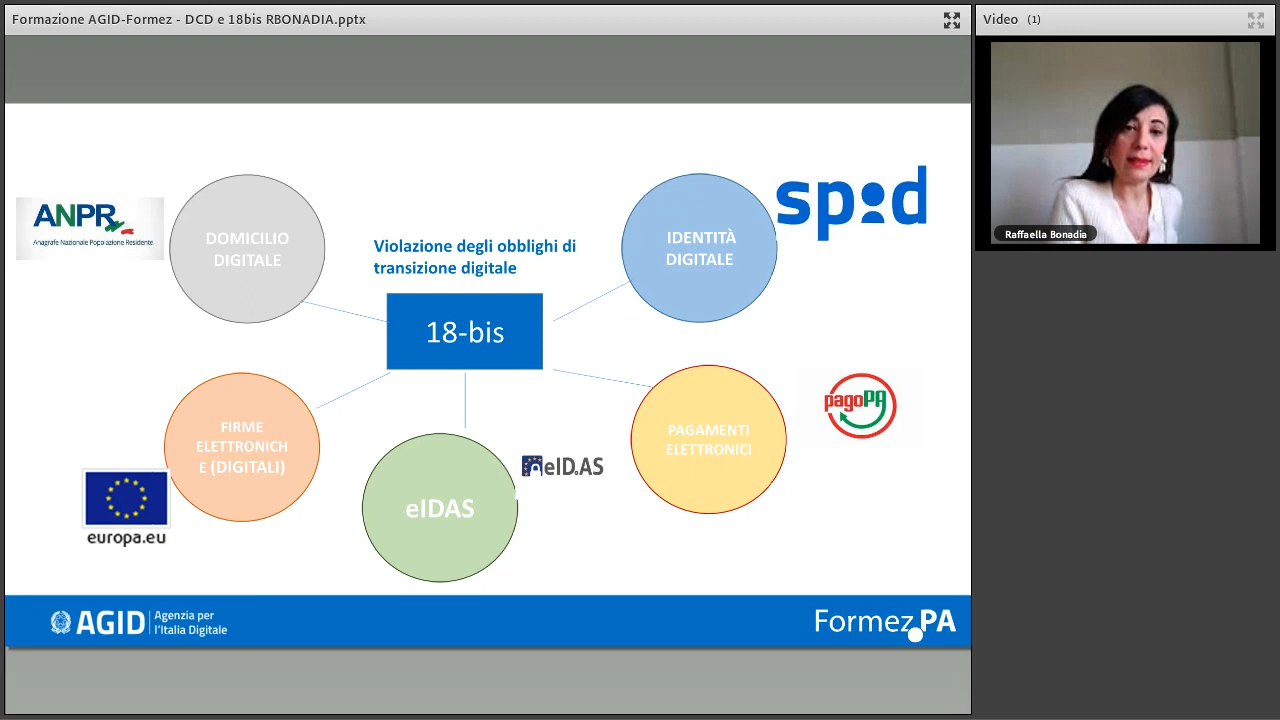 Formazione AGID-Formez - DCD e 18bis RBONADIA.pptx
Video (1)
Raffaella Bonadia
ANPR
Anagrafe Nazionale Popolazione Residente
DOMICILIO
DIGITALE
Violazione degli obblighi di
transizione digitale
IDENTITÀ
DIGITALE
spid
18-bis
FIRME
ELETTRONICH
E (DIGITALI)
europa.eu
eIDAS
eID.AS
PAGAMENTI
ELETTRONICI
pagoPA
AGID
Agenzia per
l'Italia Digitale
Formez PA